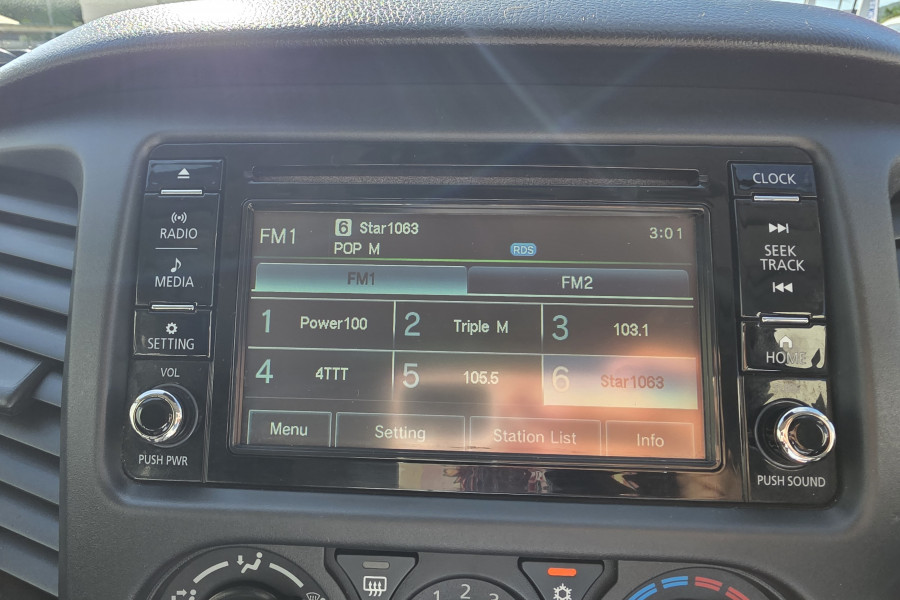 CLOCK
RADIO
MEDIA
SETTING
VOL
PUSH PWR
FM1
6 Star1063
3:01
POP M
RDS
FM1 FM2
1 Power100 2 Triple M 3 103.1
4 4TTT 5 105.5 6 Star1063
Menu Setting Station List Info
SEEK
TRACK
HOME
PUSH SOUND
1 2 3